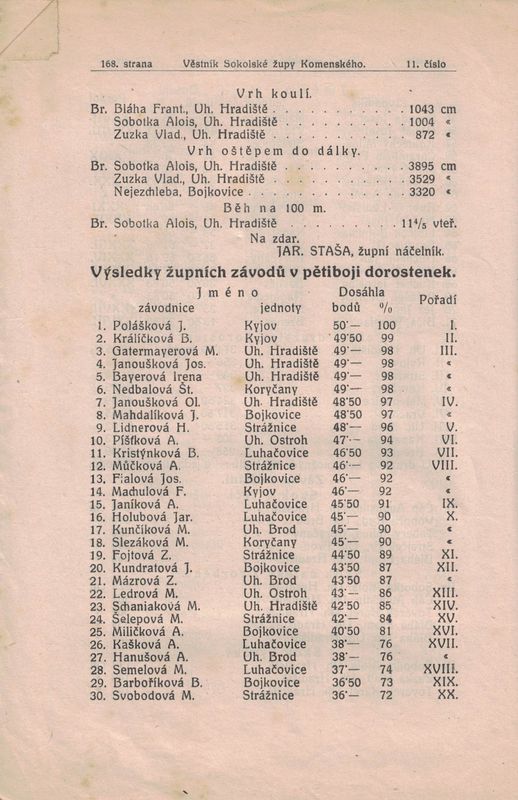 168. strana Věstník Sokolské župy Komenského. 11. číslo
Vrh koulí.
Br. Bláha Frant., Uh. Hradiště . . . . . . . . . . . 1043 cm
Sobotka Alois, Uh. Hradiště . . . . . . . . . . 1004 «
Zuzka Vlad., Uh. Hradiště . . . . . . . . . . . 872 «
Vrh oštěpem do dálky.
Br. Sobotka Alois, Uh. Hradiště . . . . . . . . . . 3895 cm
Zuzka Vlad., Uh. Hradiště . . . . . . . . . . . 3529 «
Nejezchleba, Bojkovice . . . . . . . . . . . . 3320 «
Běh na 100 m.
Br. Sobotka Alois, Uh. Hradiště . . . . . . . . . 11⁴/₅ vteř.
Na zdar.
JAR. STAŠA, župní náčelník.
Výsledky župních závodů v pětiboji dorostenek.
Jméno Dosáhla Pořadí
závodnice jednoty bodů %
1. Polášková J. Kyjov 50·— 100 I.
2. Králíčková B. Kyjov 49·50 99 II.
3. Gatermayerová M. Uh. Hradiště 49·— 98 III.
4. Janoušková Jos. Uh. Hradiště 49·— 98 «
5. Bayerová Irena Uh. Hradiště 49·— 98 «
6. Nedbalová Št. Koryčany 49·— 98 «
7. Janoušková Ol. Uh. Hradiště 48·50 97 IV.
8. Mahdalíková J. Bojkovice 48·50 97 «
9. Lidnerová H. Strážnice 48·— 96 V.
10. Píšťková A. Uh. Ostroh 47·— 94 VI.
11. Kristýnková B. Luhačovice 46·50 93 VII.
12. Můčková A. Strážnice 46·— 92 VIII.
13. Fialová Jos. Bojkovice 46·— 92 «
14. Machulová F. Kyjov 46·— 92 «
15. Janíková A. Luhačovice 45·50 91 IX.
16. Holubová Jar. Luhačovice 45·— 90 X.
17. Kunčíková M. Uh. Brod 45·— 90 «
18. Slezáková M. Koryčany 45·— 90 «
19. Fojtová Z. Strážnice 44·50 89 XI.
20. Kundratová J. Bojkovice 43·50 87 XII.
21. Mázrová Z. Uh. Brod 43·50 87 «
22. Ledrová M. Uh. Ostroh 43·— 86 XIII.
23. Schaniaková M. Uh. Hradiště 42·50 85 XIV.
24. Šelepová M. Strážnice 42·— 84 XV.
25. Miličková A. Bojkovice 40·50 81 XVI.
26. Kašková A. Luhačovice 38·— 76 XVII.
27. Hanušová A. Uh. Brod 38·— 76 «
28. Semelová M. Luhačovice 37·— 74 XVIII.
29. Barboříková B. Bojkovice 36·50 73 XIX.
30. Svobodová M. Strážnice 36·— 72 XX.